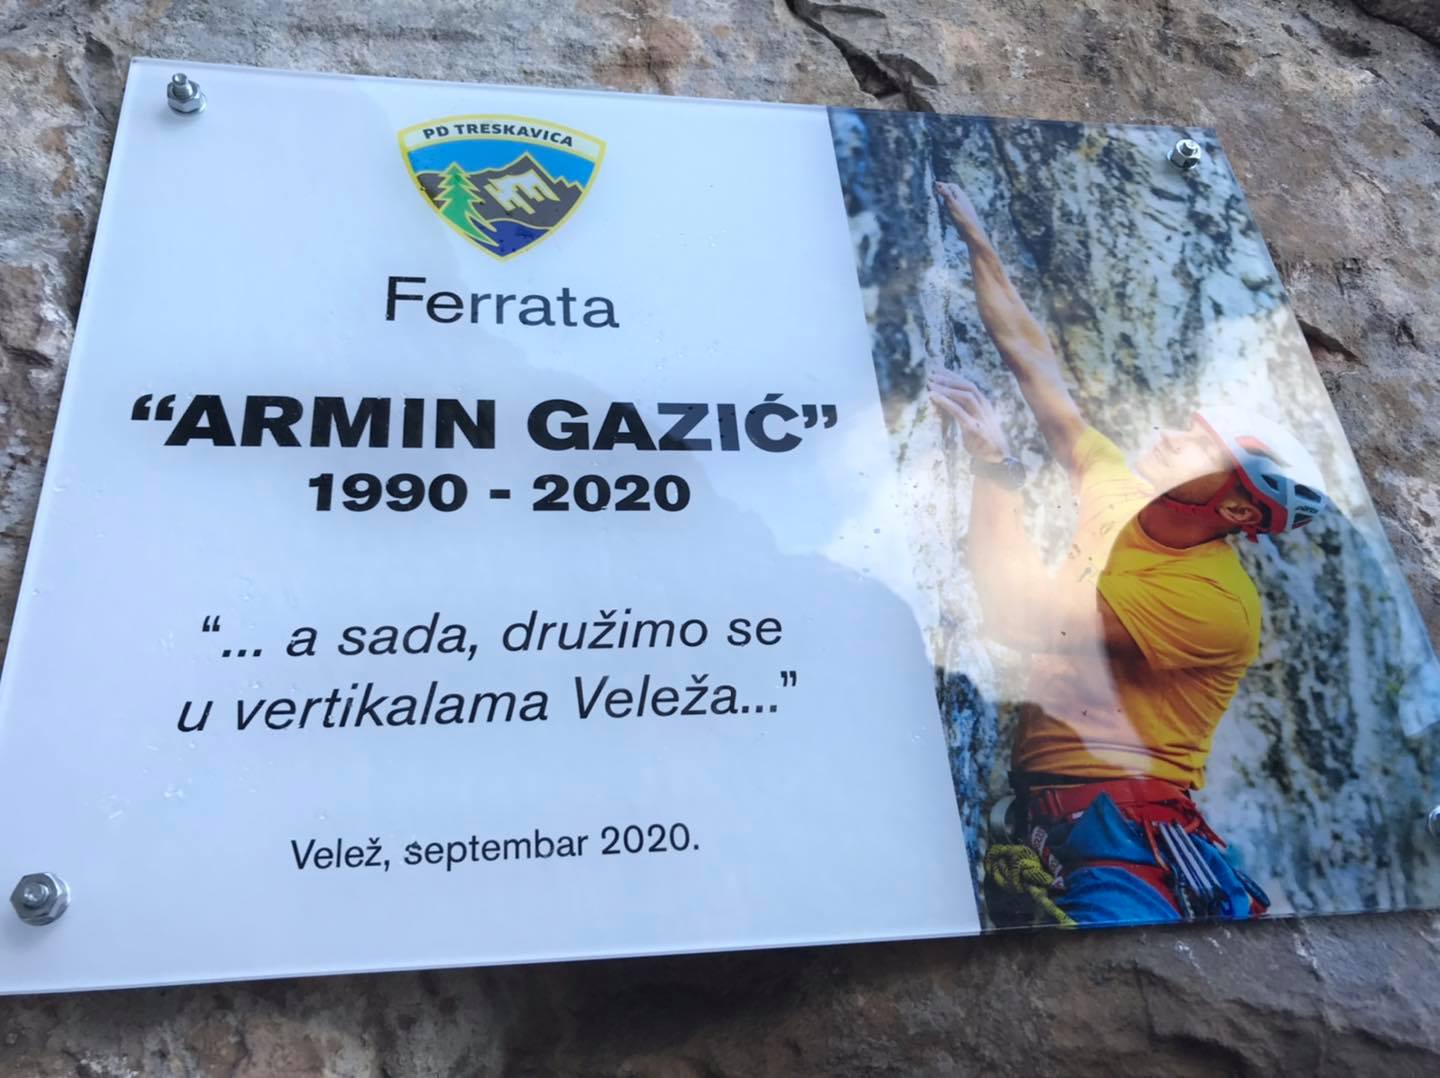 PD TRESKAVICA
Ferrata
“ARMIN GAZIĆ”
1990 - 2020
“... a sada, družimo se
u vertikalama Veleža...”
Velež, septembar 2020.